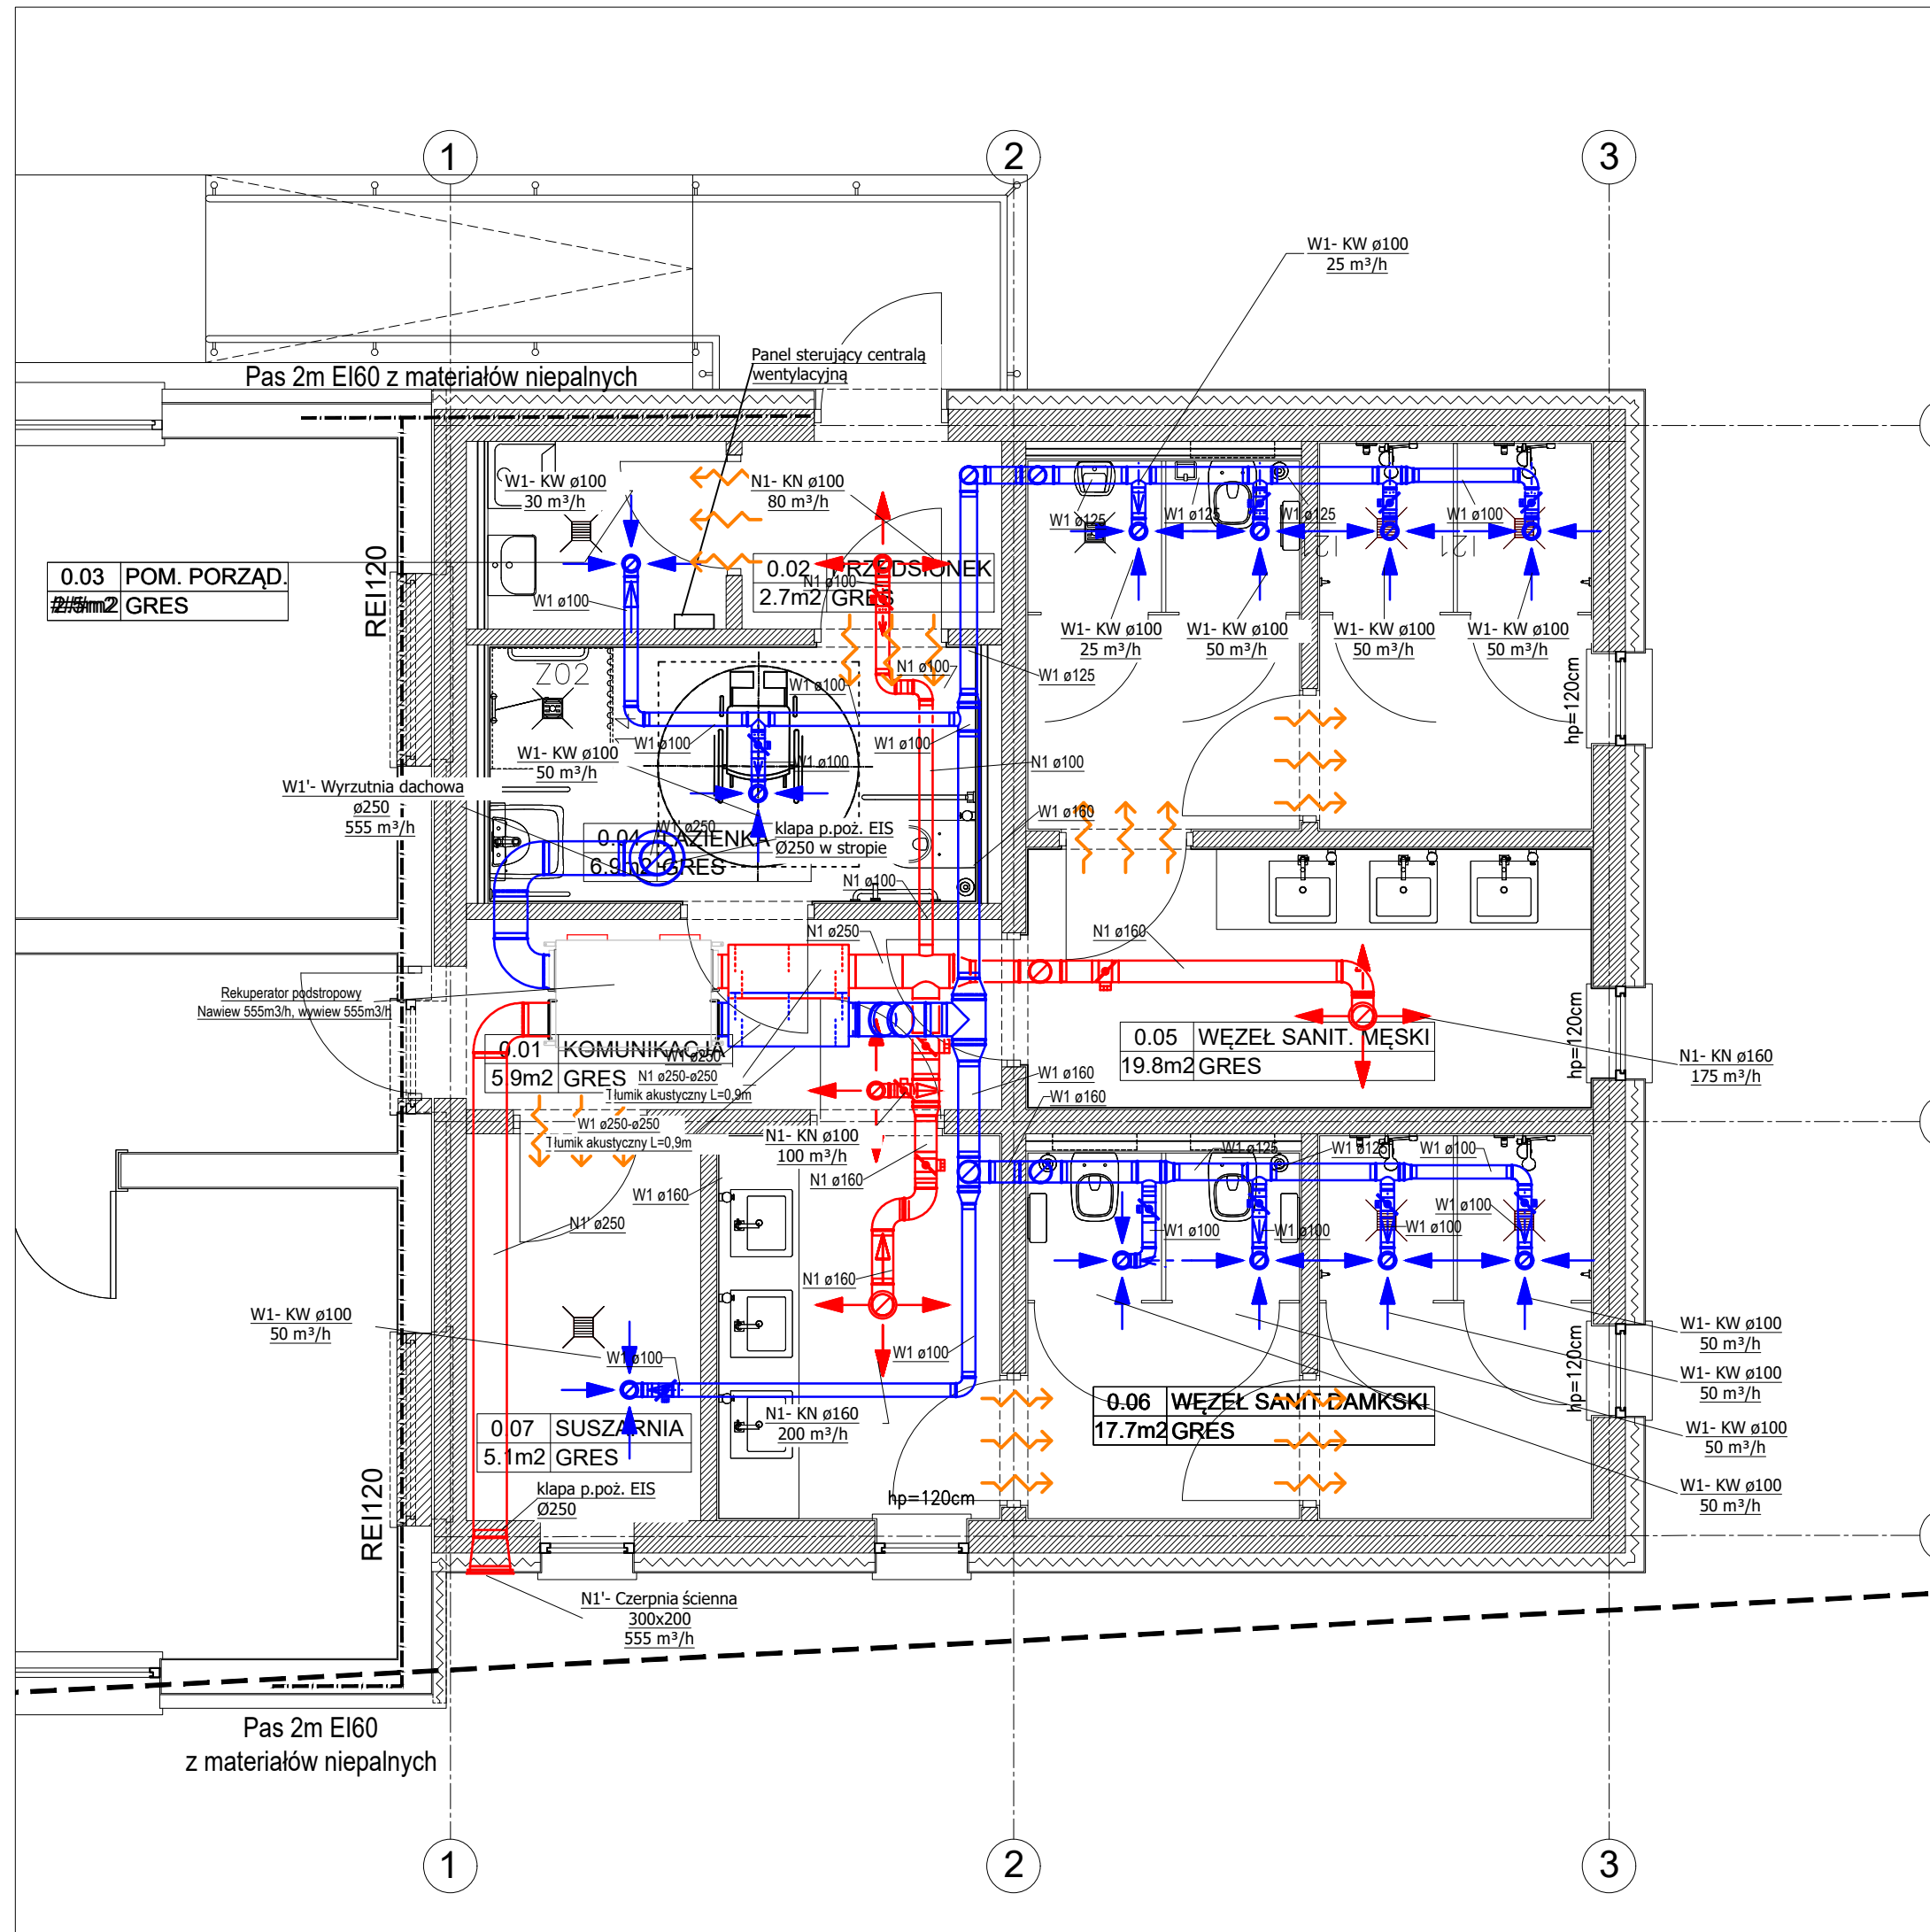 1
2
3
W1- KW ø100
25 m³/h
Panel sterujący centralą
wentylacyjną
Pas 2m EI60 z materiałów niepalnych
W1- KW ø100
30 m³/h
N1- KN ø100
80 m³/h
W1 ø125
W1 ø125
W1 ø125
W1 ø100
121
121
REI120
0.03 POM. PORZĄD.
GRES
0.02 PRZEDSIONEK
2.7m2 GRES
N1 ø100
W1 ø100
W1- KW ø100
25 m³/h
W1- KW ø100
50 m³/h
W1- KW ø100
50 m³/h
W1- KW ø100
50 m³/h
Z02
N1 ø100
W1 ø125
W1 ø100
hp=120cm
W1 ø100
W1 ø100
W1- KW ø100
50 m³/h
W1 ø100
N1 ø100
W1'- Wyrzutnia dachowa
ø250
555 m³/h
W1 ø160
W1' ø250
klapa p.poż. EIS
Ø250 w stropie
0.04 ŁAZIENKA
6.9m2 GRES
N1 ø100
N1 ø250
N1 ø160
Rekuperator podstropowy
Nawiew 555m3/h, wywiew 555m3/h
0.01 KOMUNIKACJA
5.9m2 GRES
W1 ø250
N1 ø250-ø250
Tłumik akustyczny L=0,9m
W1 ø250-ø250
Tłumik akustyczny L=0,9m
0.05 WĘZEŁ SANIT. MĘSKI
19.8m2 GRES
hp=120cm
N1- KN ø160
175 m³/h
W1 ø160
W1 ø160
N1- KN ø100
100 m³/h
N1 ø160
W1 ø125
W1 ø125
W1 ø100
W1 ø160
N1' ø250
W1 ø100
W1 ø100
W1 ø100
W1 ø100
N1 ø160
W1- KW ø100
50 m³/h
W1 ø100
W1 ø100
hp=120cm
W1- KW ø100
50 m³/h
W1- KW ø100
50 m³/h
W1- KW ø100
50 m³/h
W1- KW ø100
50 m³/h
0.06 WĘZEŁ SANIT.DAMKSKI
17.7m2 GRES
N1- KN ø160
200 m³/h
0.07 SUSZARNIA
5.1m2 GRES
klapa p.poż. EIS
Ø250
hp=120cm
REI120
N1'- Czerpnia ścienna
300x200
555 m³/h
Pas 2m EI60
z materiałów niepalnych
1
2
3